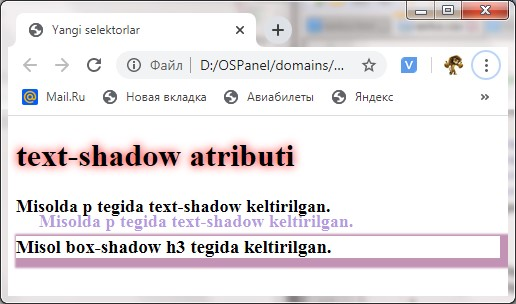 Yangi selektorlar
Файл D:/OSPanel/domains/...
Mail.Ru Новая вкладка Авиабилеты Яндекс »
text-shadow atributi
Misolda p tegida text-shadow keltirilgan.
Misolda p tegida text-shadow keltirilgan.
Misol box-shadow h3 tegida keltirilgan.